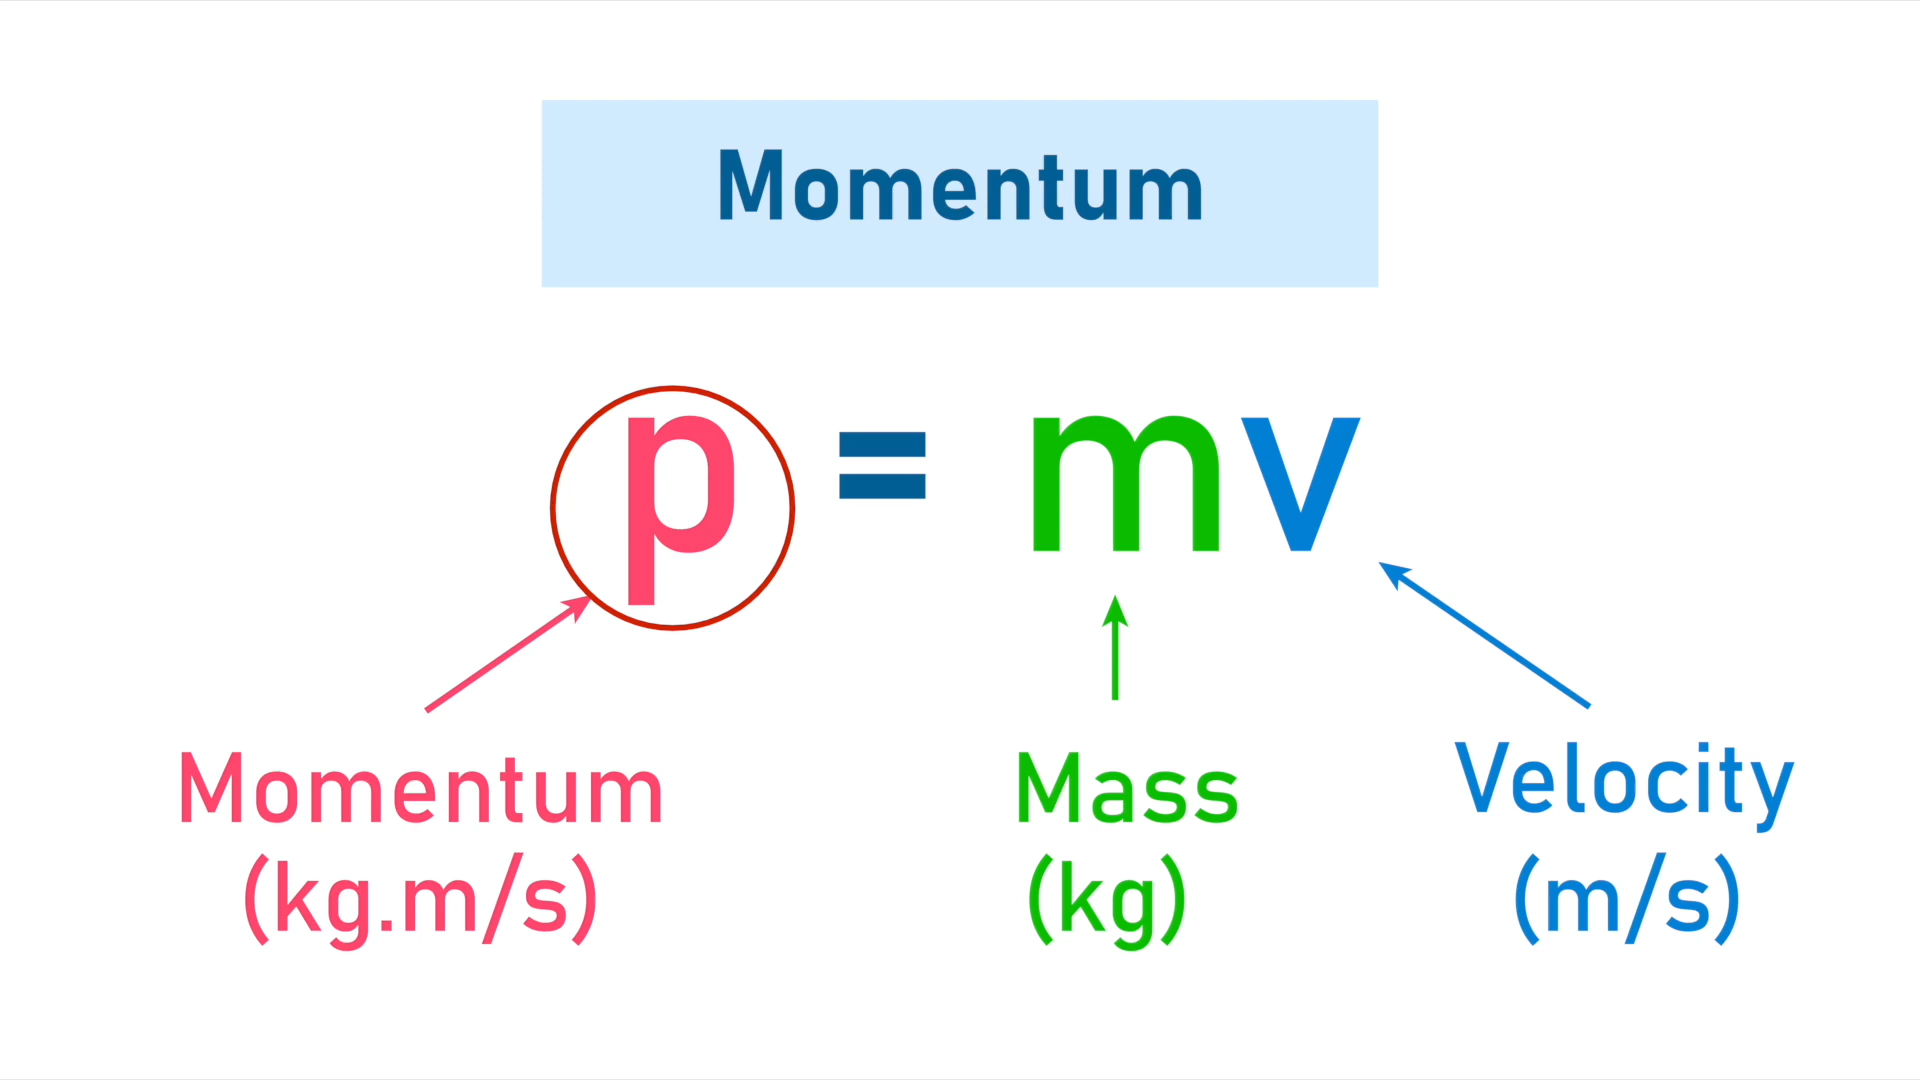 Momentum
p = mv
Momentum
(kg.m/s)
Mass
(kg)
Velocity
(m/s)